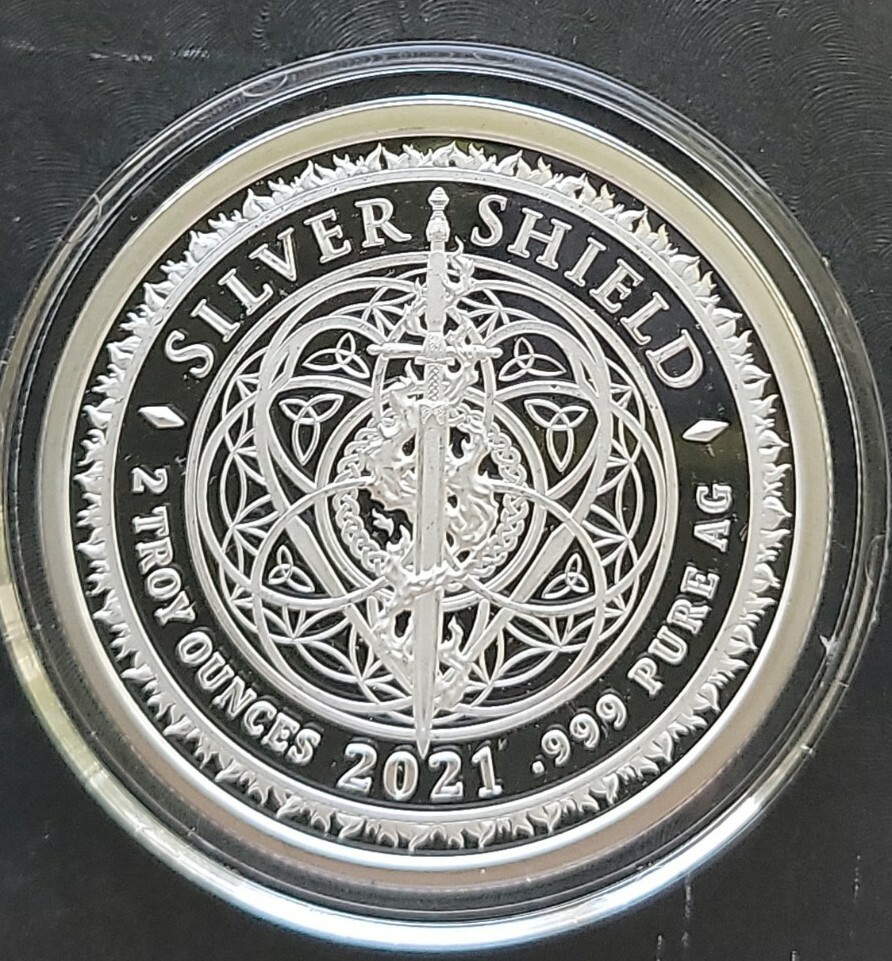 SILVER SHIELD
2 TROY OUNCES 2021 .999 PURE AG